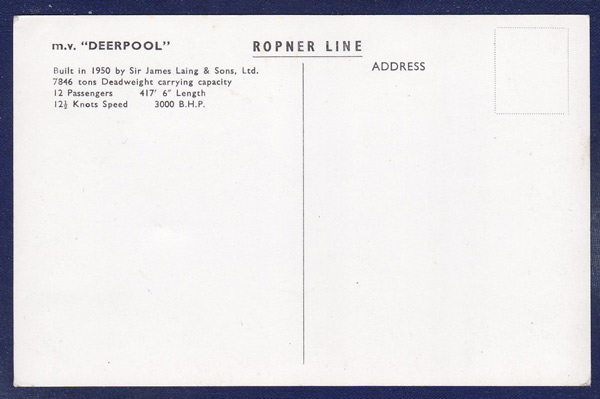 m.v. "DEERPOOL"
ROPNER LINE
Built in 1950 by Sir James Laing & Sons, Ltd.
7846 tons Deadweight carrying capacity
12 Passengers 417' 6" Length
12½ Knots Speed 3000 B.H.P.
ADDRESS